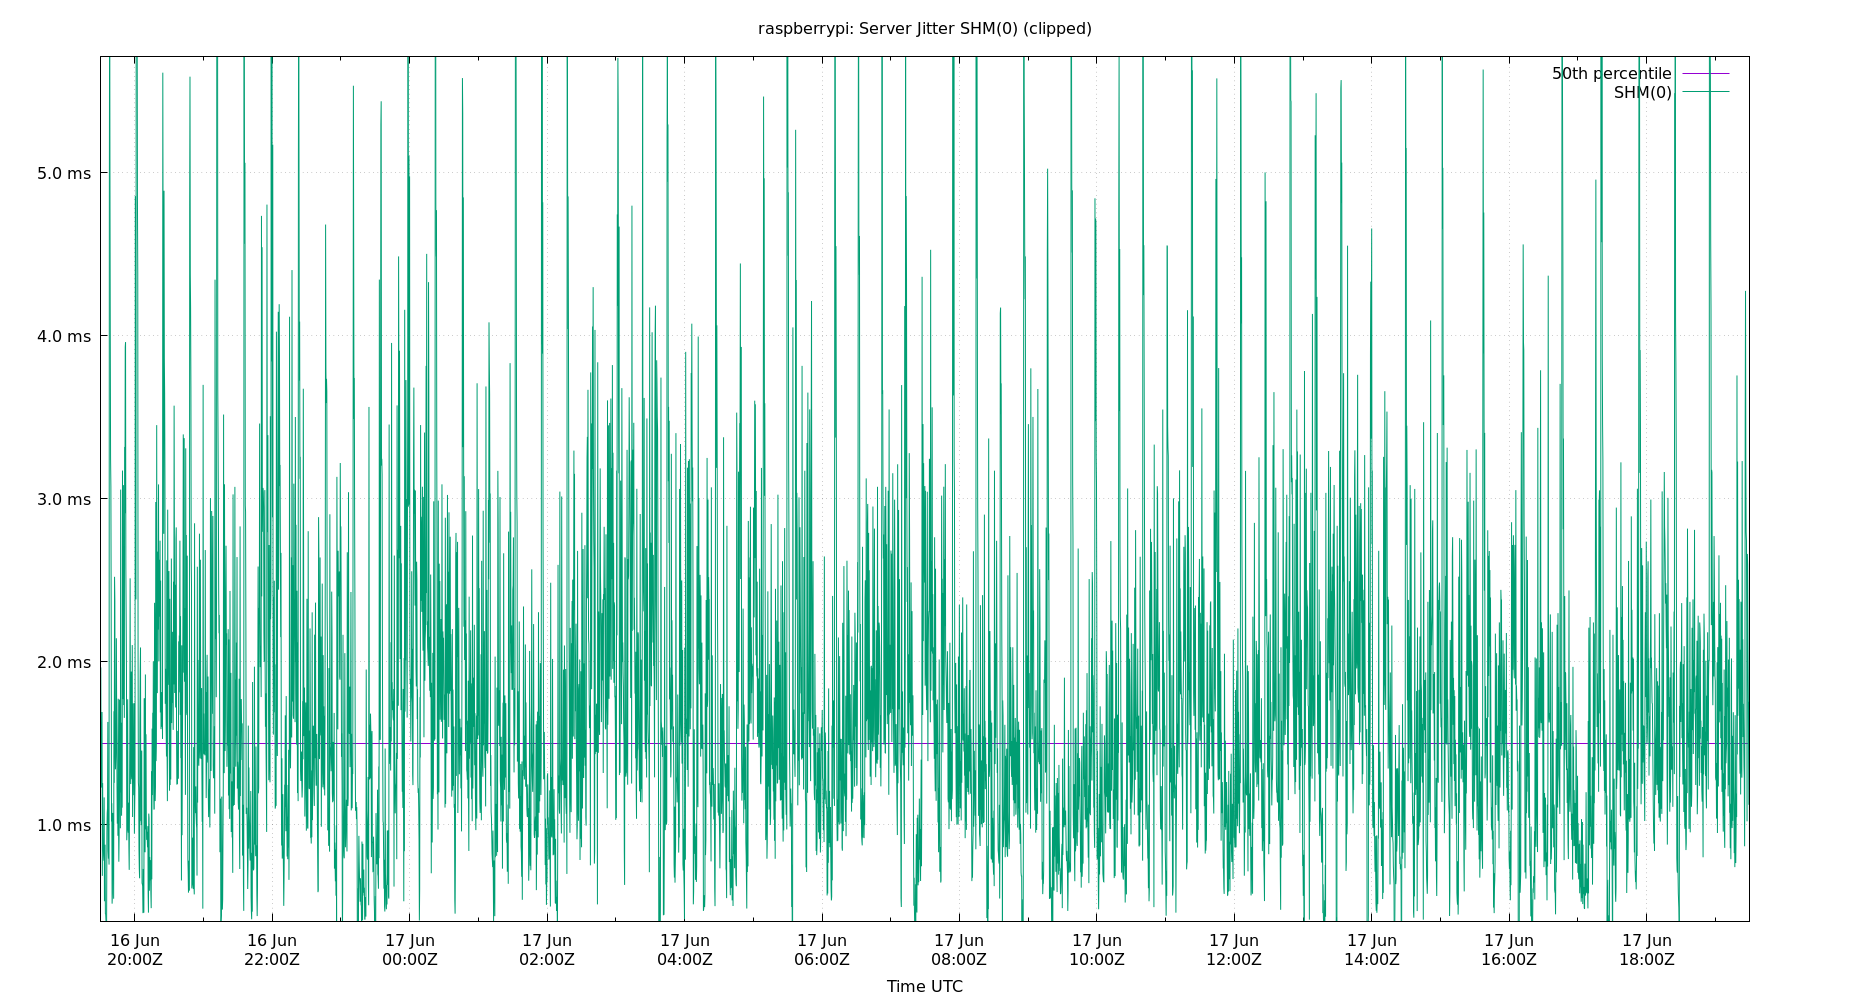 raspberrypi: Server Jitter SHM(0) (clipped)
50th percentile
SHM(0)
5.0 ms
4.0 ms
3.0 ms
2.0 ms
1.0 ms
16 Jun 16 Jun 17 Jun 17 Jun 17 Jun 17 Jun 17 Jun 17 Jun 17 Jun 17 Jun 17 Jun 17 Jun
20:00Z 22:00Z 00:00Z 02:00Z 04:00Z 06:00Z 08:00Z 10:00Z 12:00Z 14:00Z 16:00Z 18:00Z
Time UTC